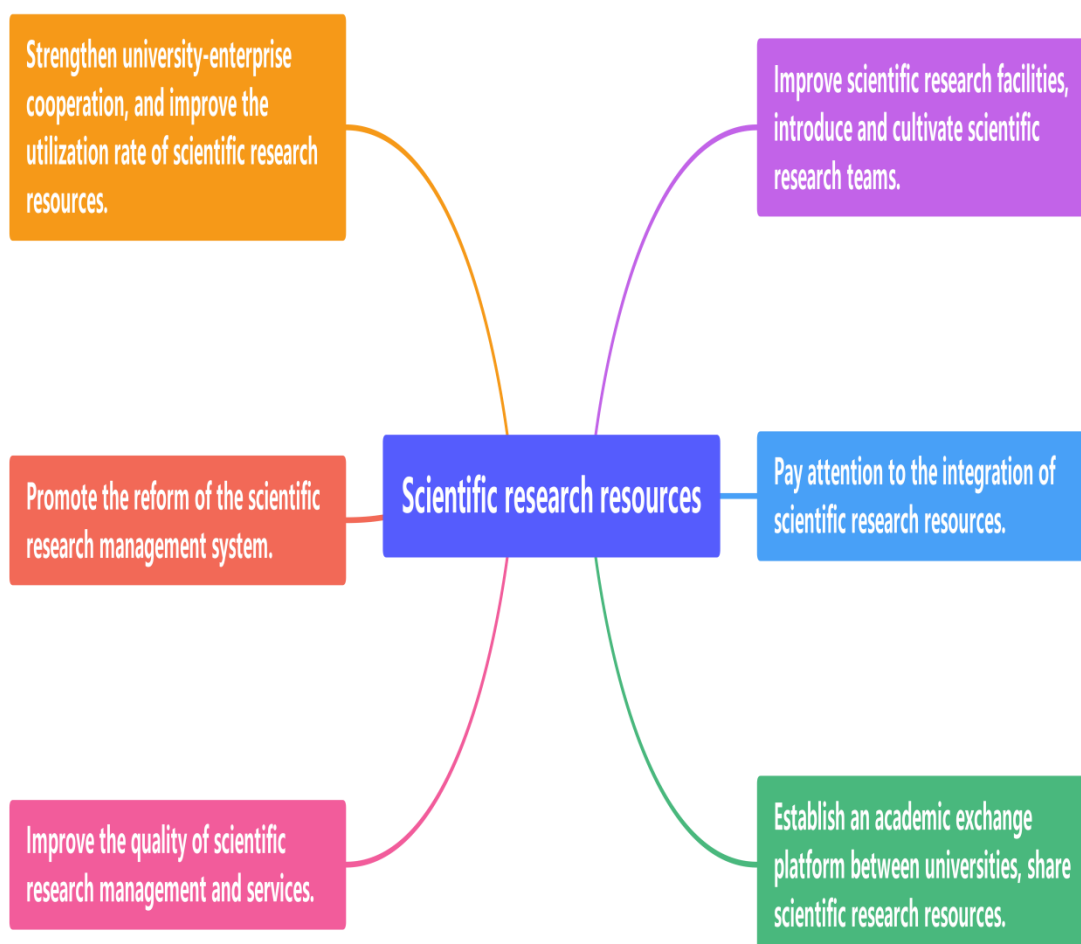 Strengthen university-enterprise
cooperation, and improve the
utilization rate of scientific research
resources.
Improve scientific research facilities,
introduce and cultivate scientific
research teams.
Promote the reform of the scientific
research management system.
Scientific research resources
Pay attention to the integration of
scientific research resources.
Improve the quality of scientific
research management and services.
Establish an academic exchange
platform between universities, share
scientific research resources.